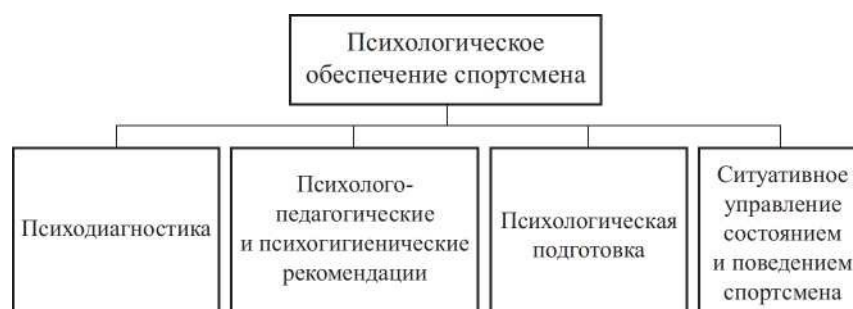 Психологическое
обеспечение спортсмена
Психодиагностика
Психолого-
педагогические
и психогигиенические
рекомендации
Психологическая
подготовка
Ситуативное
управление
состоянием
и поведением
спортсмена